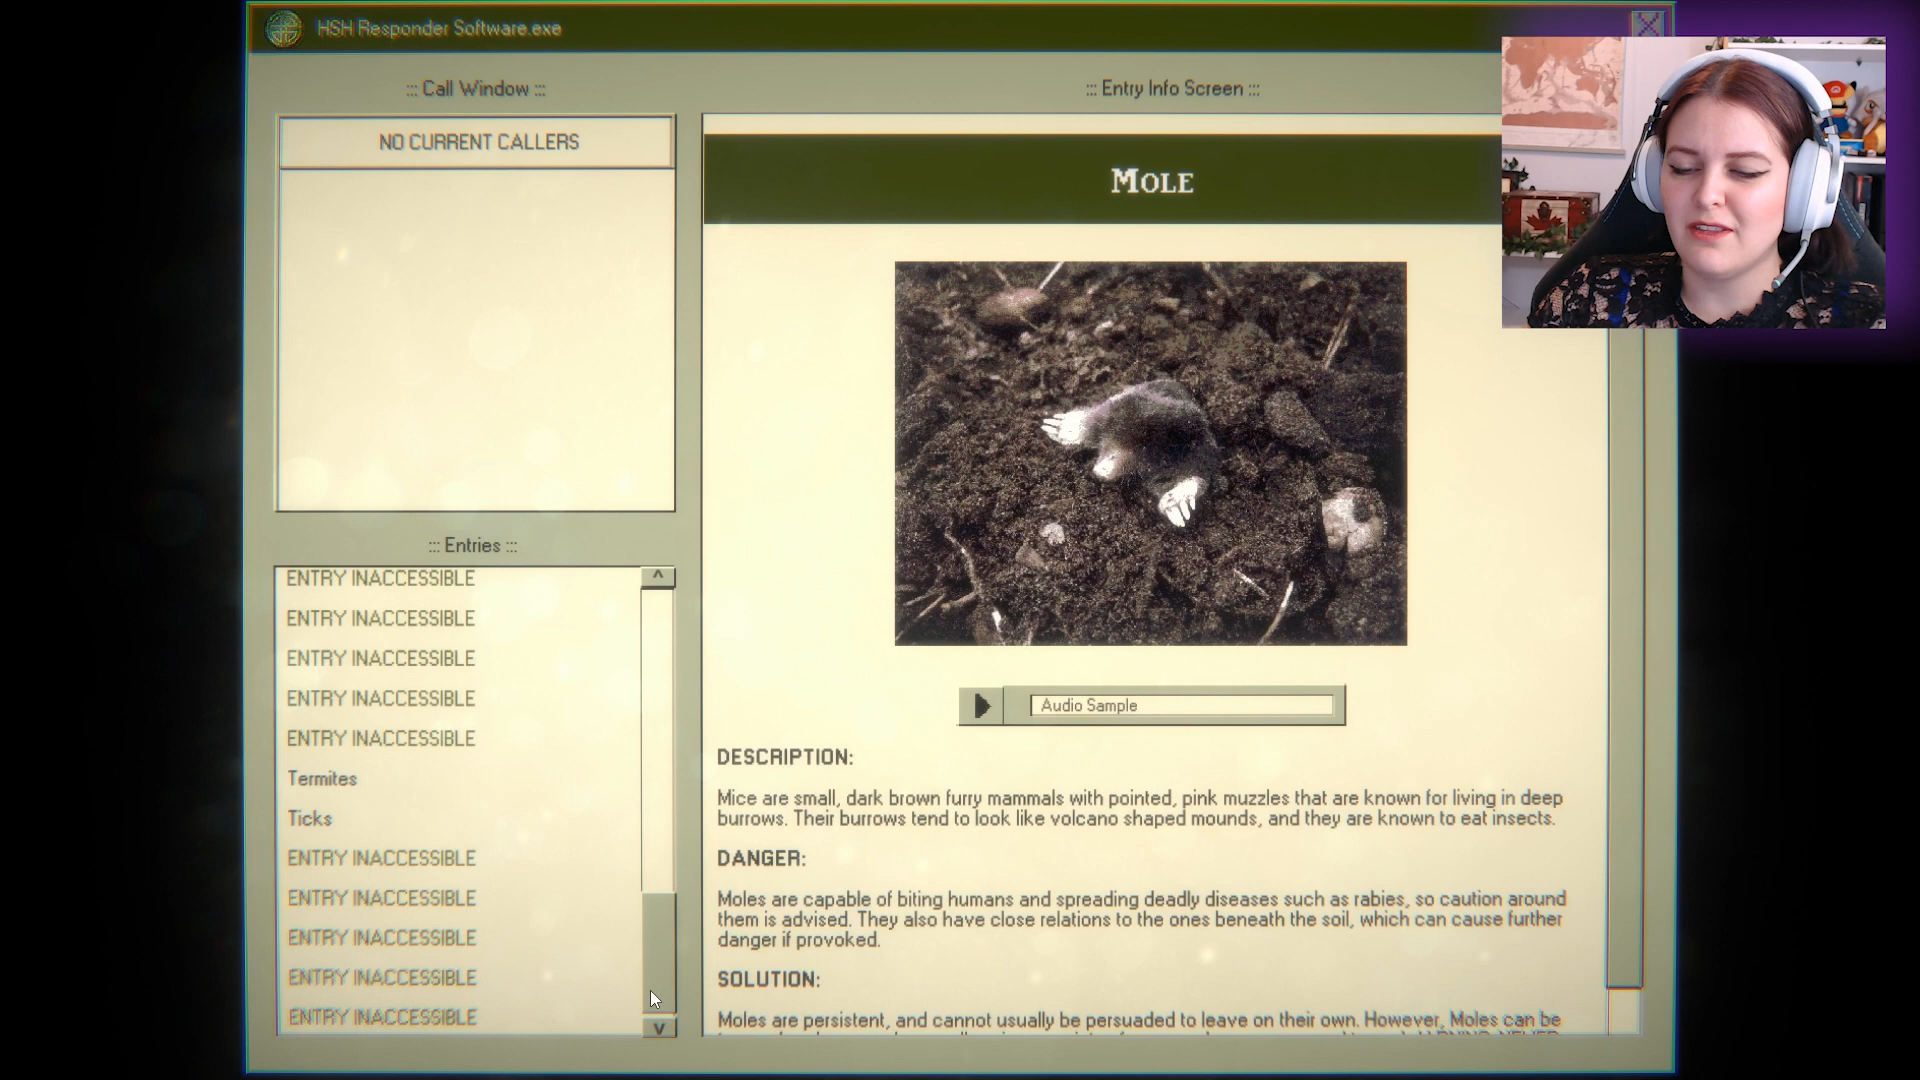 HSH Responder Software.exe
::: Call Window :::
::: Entry Info Screen :::
NO CURRENT CALLERS
MOLE
::: Entries :::
ENTRY INACCESSIBLE
ENTRY INACCESSIBLE
ENTRY INACCESSIBLE
ENTRY INACCESSIBLE
ENTRY INACCESSIBLE
Termites
Ticks
ENTRY INACCESSIBLE
ENTRY INACCESSIBLE
ENTRY INACCESSIBLE
ENTRY INACCESSIBLE
ENTRY INACCESSIBLE
Audio Sample
DESCRIPTION:
Mice are small, dark brown furry mammals with pointed, pink muzzles that are known for living in deep
burrows. Their burrows tend to look like volcano shaped mounds, and they are known to eat insects.
DANGER:
Moles are capable of biting humans and spreading deadly diseases such as rabies, so caution around
them is advised. They also have close relations to the ones beneath the soil, which can cause further
danger if provoked.
SOLUTION:
Moles are persistent, and cannot usually be persuaded to leave on their own. However, Moles can be